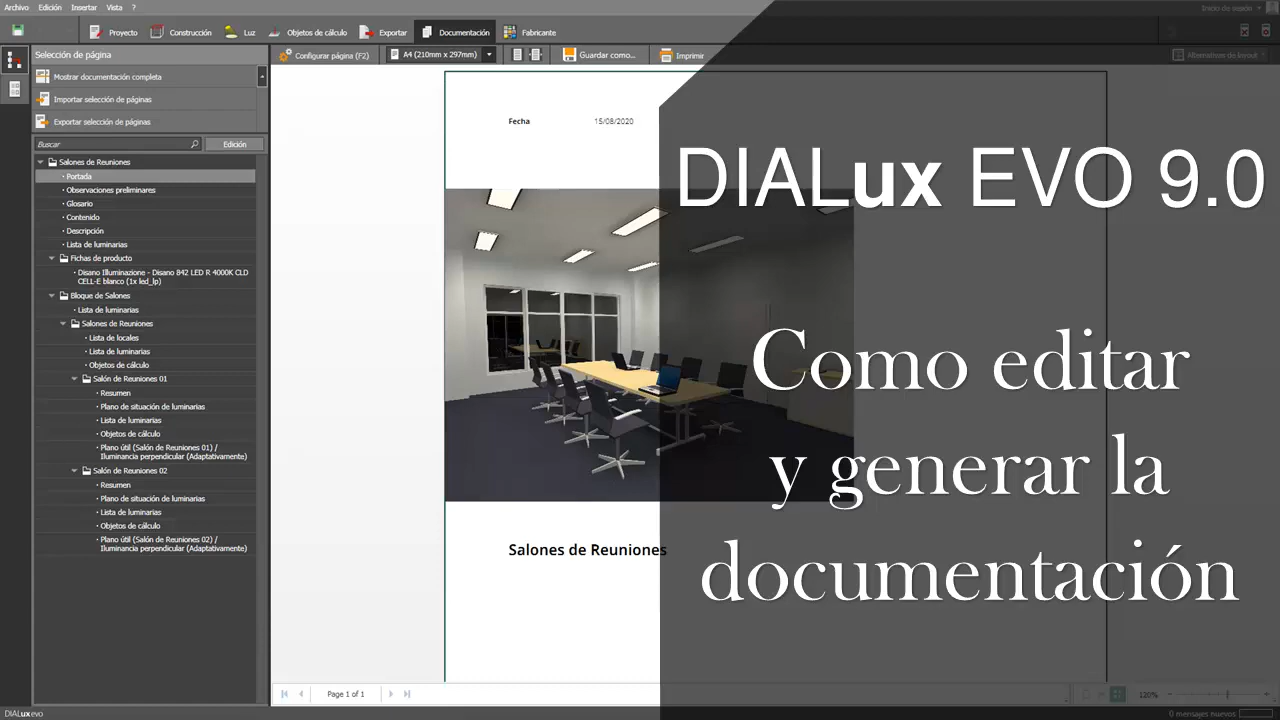 Archivo Edición Insertar Vista ?
Inicio de sesión
Proyecto Construcción Luz Objetos de cálculo Exportar Documentación Fabricante
Selección de página
Configurar página (F2) A4 (210mm x 297mm) Guardar como... Imprimir
Alternativas de layout
Mostrar documentación completa
Importar selección de páginas
Exportar selección de páginas
Buscar Edición
Salones de Reuniones
Portada
Observaciones preliminares
Glosario
Contenido
Descripción
Lista de luminarias
Fichas de producto
Disano Illuminazione - Disano 842 LED R 4000K CLD
CELL-E blanco (1x led_lp)
Bloque de Salones
Lista de luminarias
Salones de Reuniones
Lista de locales
Lista de luminarias
Objetos de cálculo
Salón de Reuniones 01
Resumen
Plano de situación de luminarias
Lista de luminarias
Objetos de cálculo
Plano útil (Salón de Reuniones 01) /
Iluminancia perpendicular (Adaptativamente)
Salón de Reuniones 02
Resumen
Plano de situación de luminarias
Lista de luminarias
Objetos de cálculo
Plano útil (Salón de Reuniones 02) /
Iluminancia perpendicular (Adaptativamente)
Fecha 15/08/2020
Salones de Reuniones
DIALux EVO 9.0
Como editar
y generar la
documentación
Page 1 of 1
120%
DIALux evo
0 mensajes nuevos